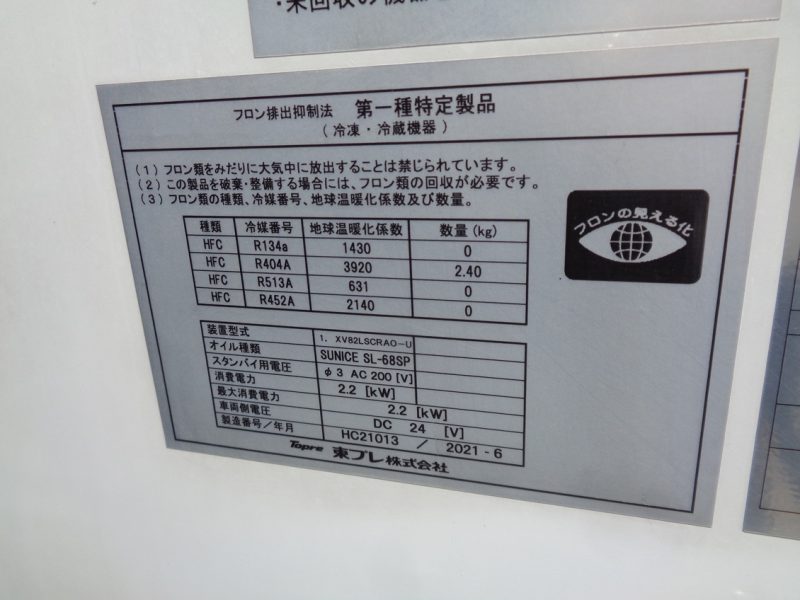 ・未回収の機器を
フロン排出抑制法 第一種特定製品
(冷凍・冷蔵機器)
(1) フロン類をみだりに大気中に放出することは禁じられています。
(2) この製品を破棄・整備する場合には、フロン類の回収が必要です。
(3) フロン類の種類、冷媒番号、地球温暖化係数及び数量。
フロンの見える化
種類 冷媒番号 地球温暖化係数 数量(kg)
HFC R134a 1430 0
HFC R404A 3920 2.40
HFC R513A 631 0
HFC R452A 2140 0
装置型式 1. XV82LSCRAO-U
オイル種類 SUNICE SL-68SP
スタンバイ用電圧 φ3 AC 200 [V]
消費電力 2.2 [kW]
最大消費電力 2.2 [kW]
車両側電圧 DC 24 [V]
製造番号/年月 HC21013 / 2021-6
Topre 東プレ株式会社